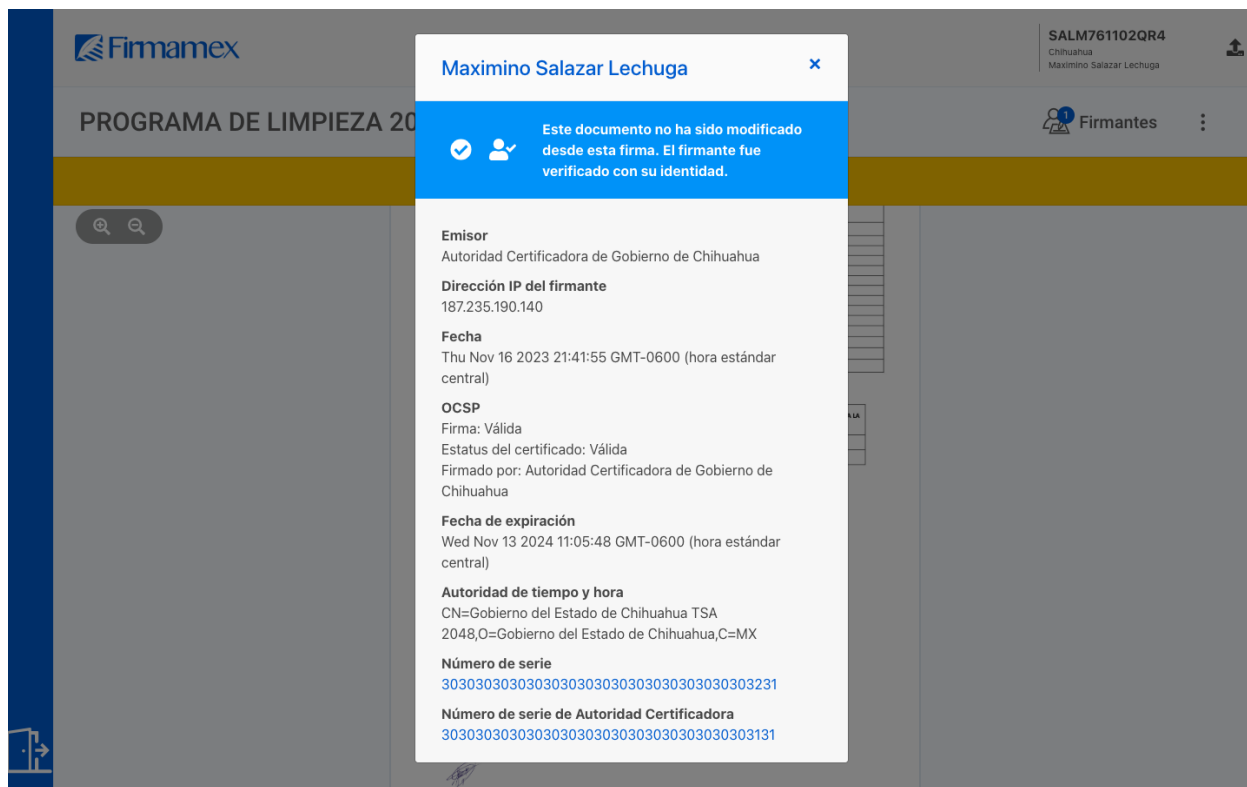 Firmamex
SALM761102QR4
Chihuahua
Maximino Salazar Lechuga
PROGRAMA DE LIMPIEZA 20
1
Firmantes
Maximino Salazar Lechuga
×
Este documento no ha sido modificado
desde esta firma. El firmante fue
verificado con su identidad.
Emisor
Autoridad Certificadora de Gobierno de Chihuahua
Dirección IP del firmante
187.235.190.140
Fecha
Thu Nov 16 2023 21:41:55 GMT-0600 (hora estándar
central)
OCSP
Firma: Válida
Estatus del certificado: Válida
Firmado por: Autoridad Certificadora de Gobierno de
Chihuahua
Fecha de expiración
Wed Nov 13 2024 11:05:48 GMT-0600 (hora estándar
central)
Autoridad de tiempo y hora
CN=Gobierno del Estado de Chihuahua TSA
2048,O=Gobierno del Estado de Chihuahua,C=MX
Número de serie
3030303030303030303030303030303030303231
Número de serie de Autoridad Certificadora
3030303030303030303030303030303030303131